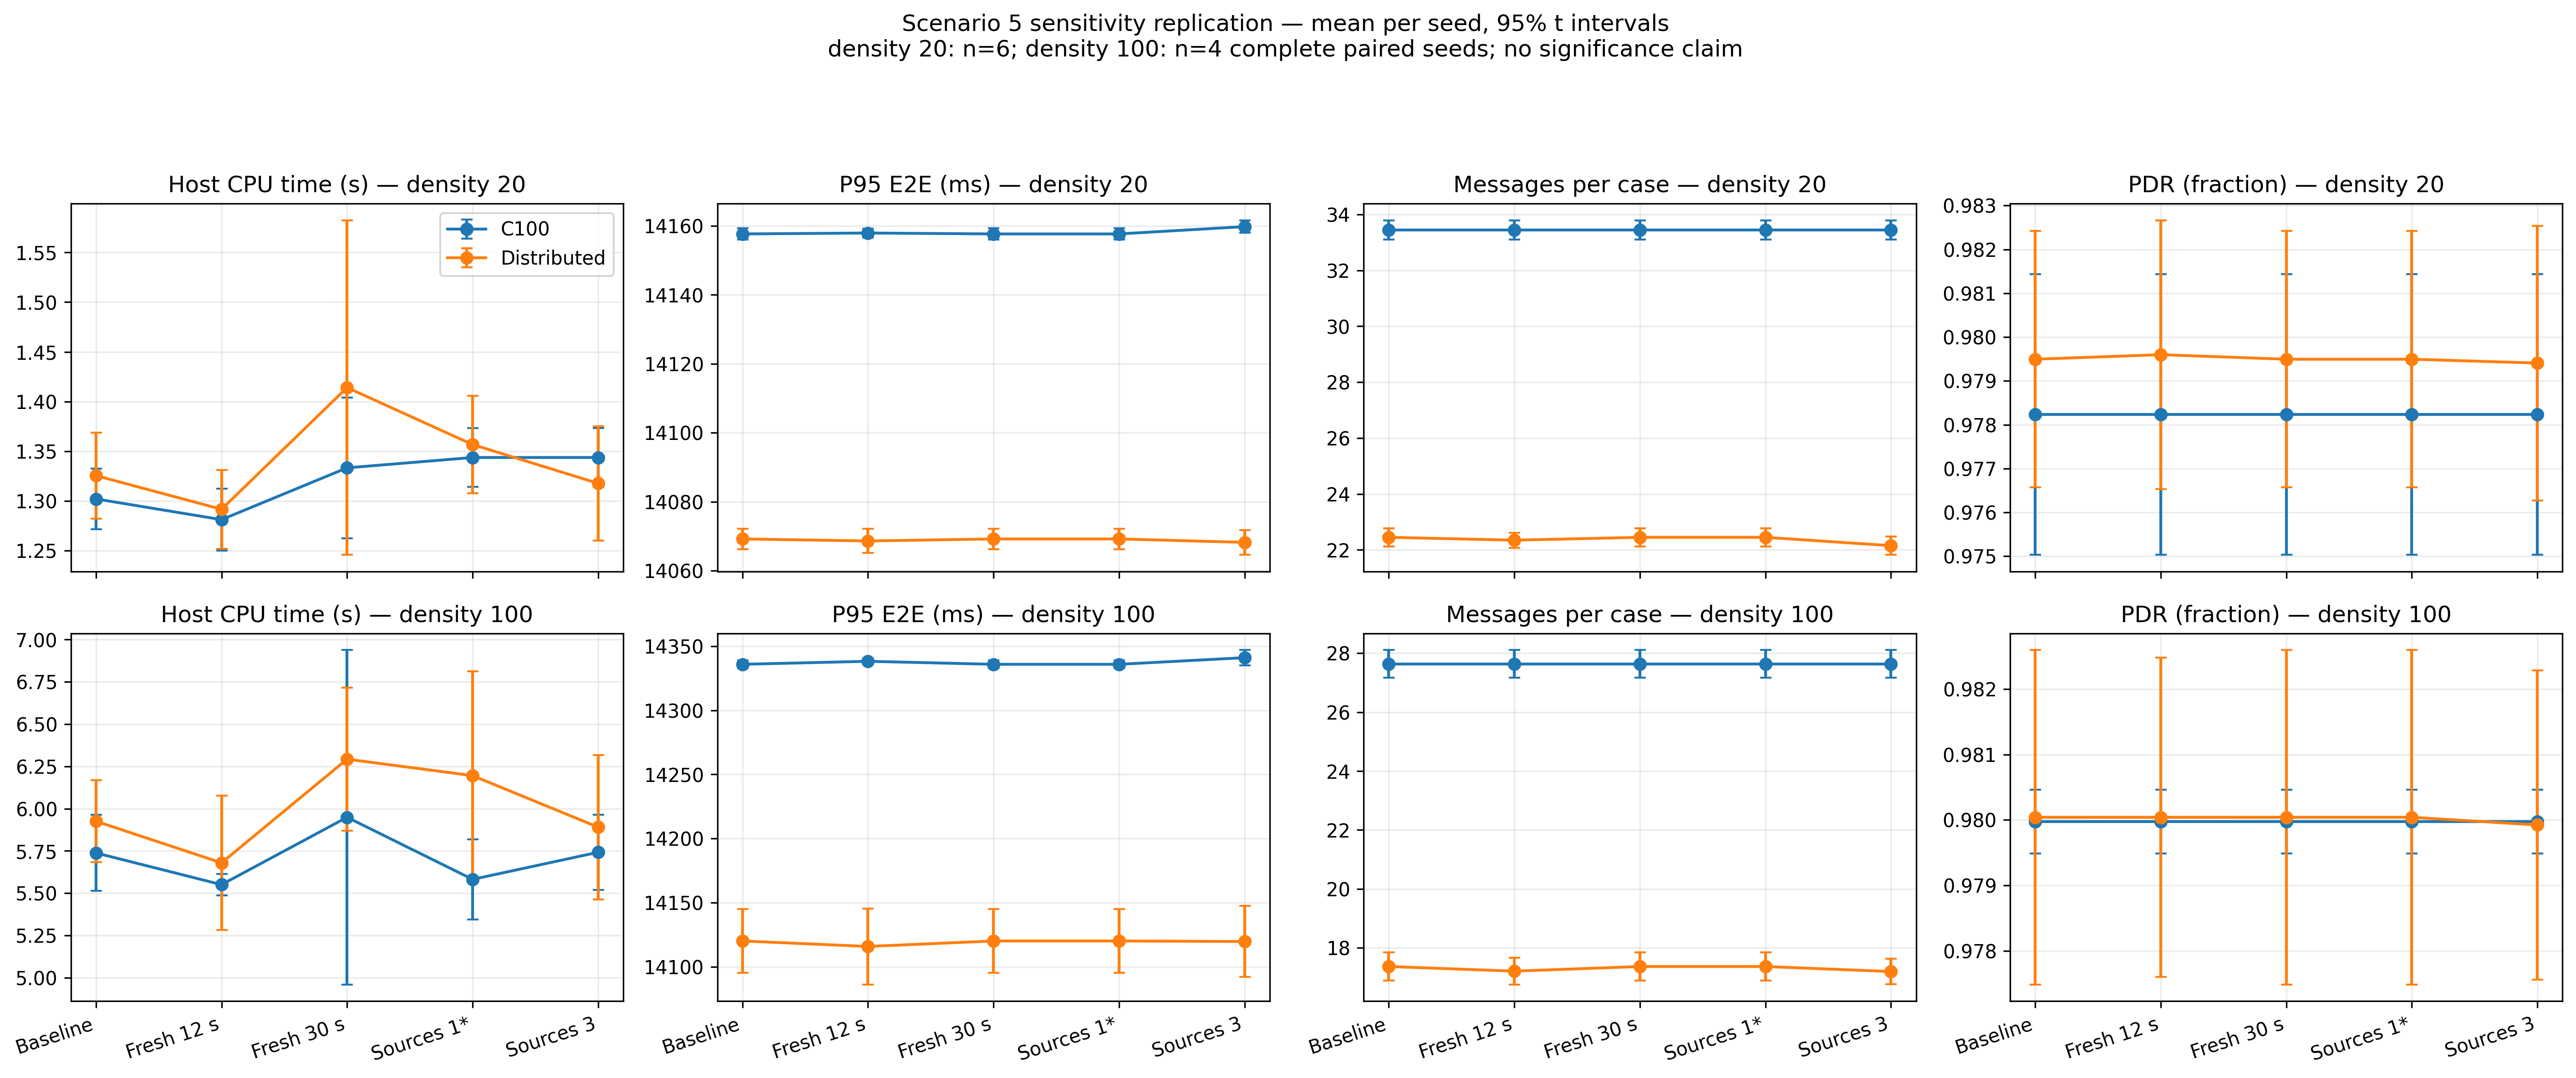 Scenario 5 sensitivity replication — mean per seed, 95% t intervals
density 20: n=6; density 100: n=4 complete paired seeds; no significance claim
Host CPU time (s) — density 20
1.55
1.50
1.45
1.40
1.35
1.30
1.25
C100
Distributed
P95 E2E (ms) — density 20
14160
14140
14120
14100
14080
14060
Messages per case — density 20
34
32
30
28
26
24
22
PDR (fraction) — density 20
0.983
0.982
0.981
0.980
0.979
0.978
0.977
0.976
0.975
Host CPU time (s) — density 100
7.00
6.75
6.50
6.25
6.00
5.75
5.50
5.25
5.00
Baseline
Fresh 12 s
Fresh 30 s
Sources 1*
Sources 3
P95 E2E (ms) — density 100
14350
14300
14250
14200
14150
14100
Baseline
Fresh 12 s
Fresh 30 s
Sources 1*
Sources 3
Messages per case — density 100
28
26
24
22
20
18
Baseline
Fresh 12 s
Fresh 30 s
Sources 1*
Sources 3
PDR (fraction) — density 100
0.982
0.981
0.980
0.979
0.978
Baseline
Fresh 12 s
Fresh 30 s
Sources 1*
Sources 3